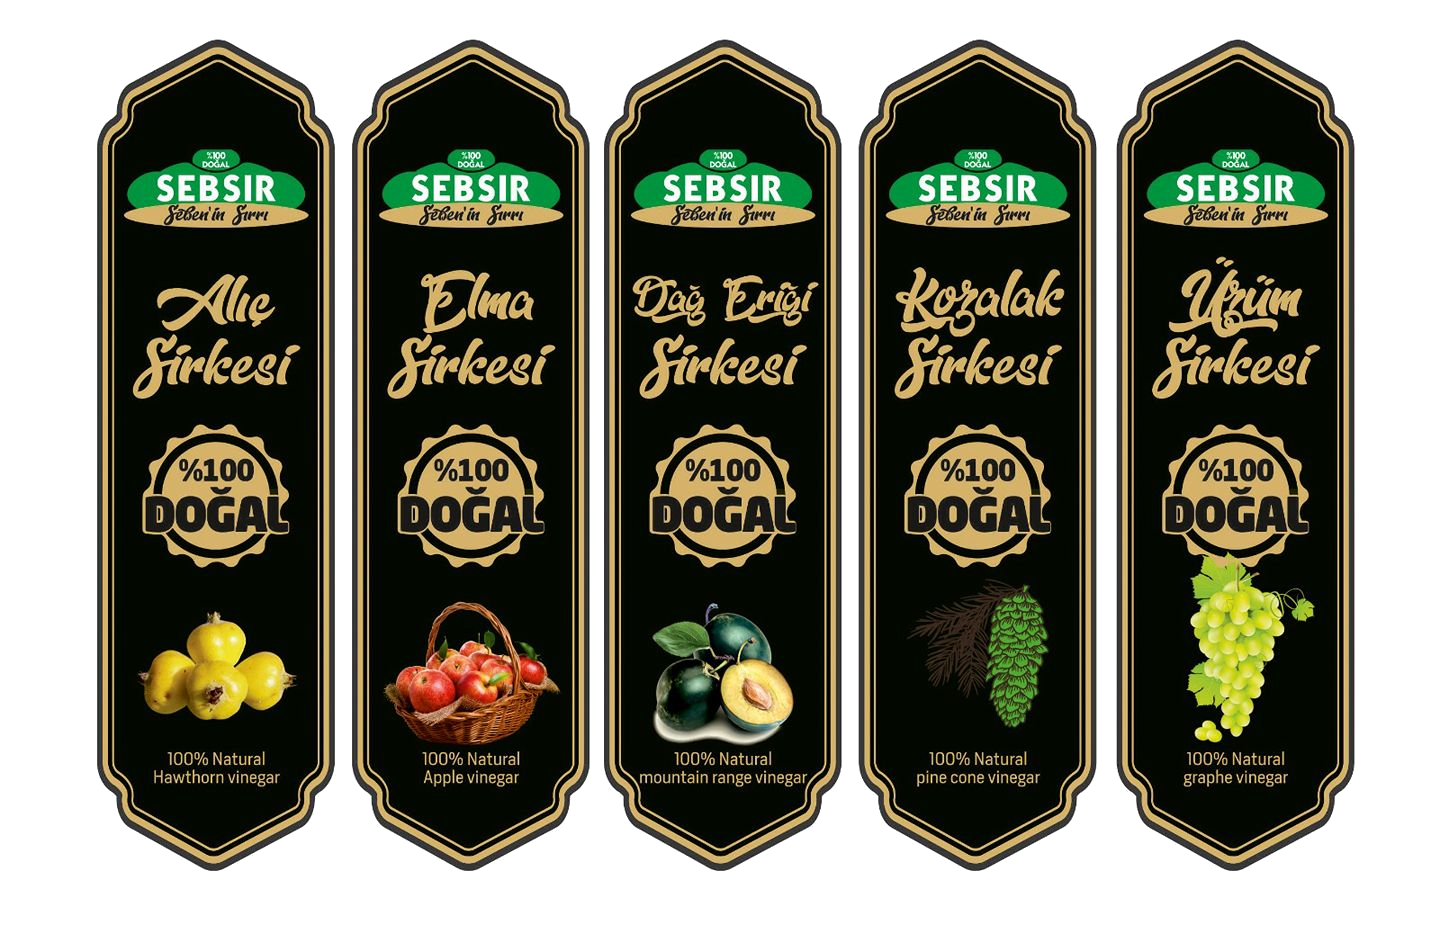 %100
DOĞAL
SEBSIR
Seben'in Sırrı
Alıç
Sirkesi
%100
DOĞAL
100% Natural
Hawthorn vinegar
%100
DOĞAL
SEBSIR
Seben'in Sırrı
Elma
Sirkesi
%100
DOĞAL
100% Natural
Apple vinegar
%100
DOĞAL
SEBSIR
Seben'in Sırrı
Dağ Eriği
Sirkesi
%100
DOĞAL
100% Natural
mountain range vinegar
%100
DOĞAL
SEBSIR
Seben'in Sırrı
Kozalak
Sirkesi
%100
DOĞAL
100% Natural
pine cone vinegar
%100
DOĞAL
SEBSIR
Seben'in Sırrı
Üzüm
Sirkesi
%100
DOĞAL
100% Natural
graphe vinegar